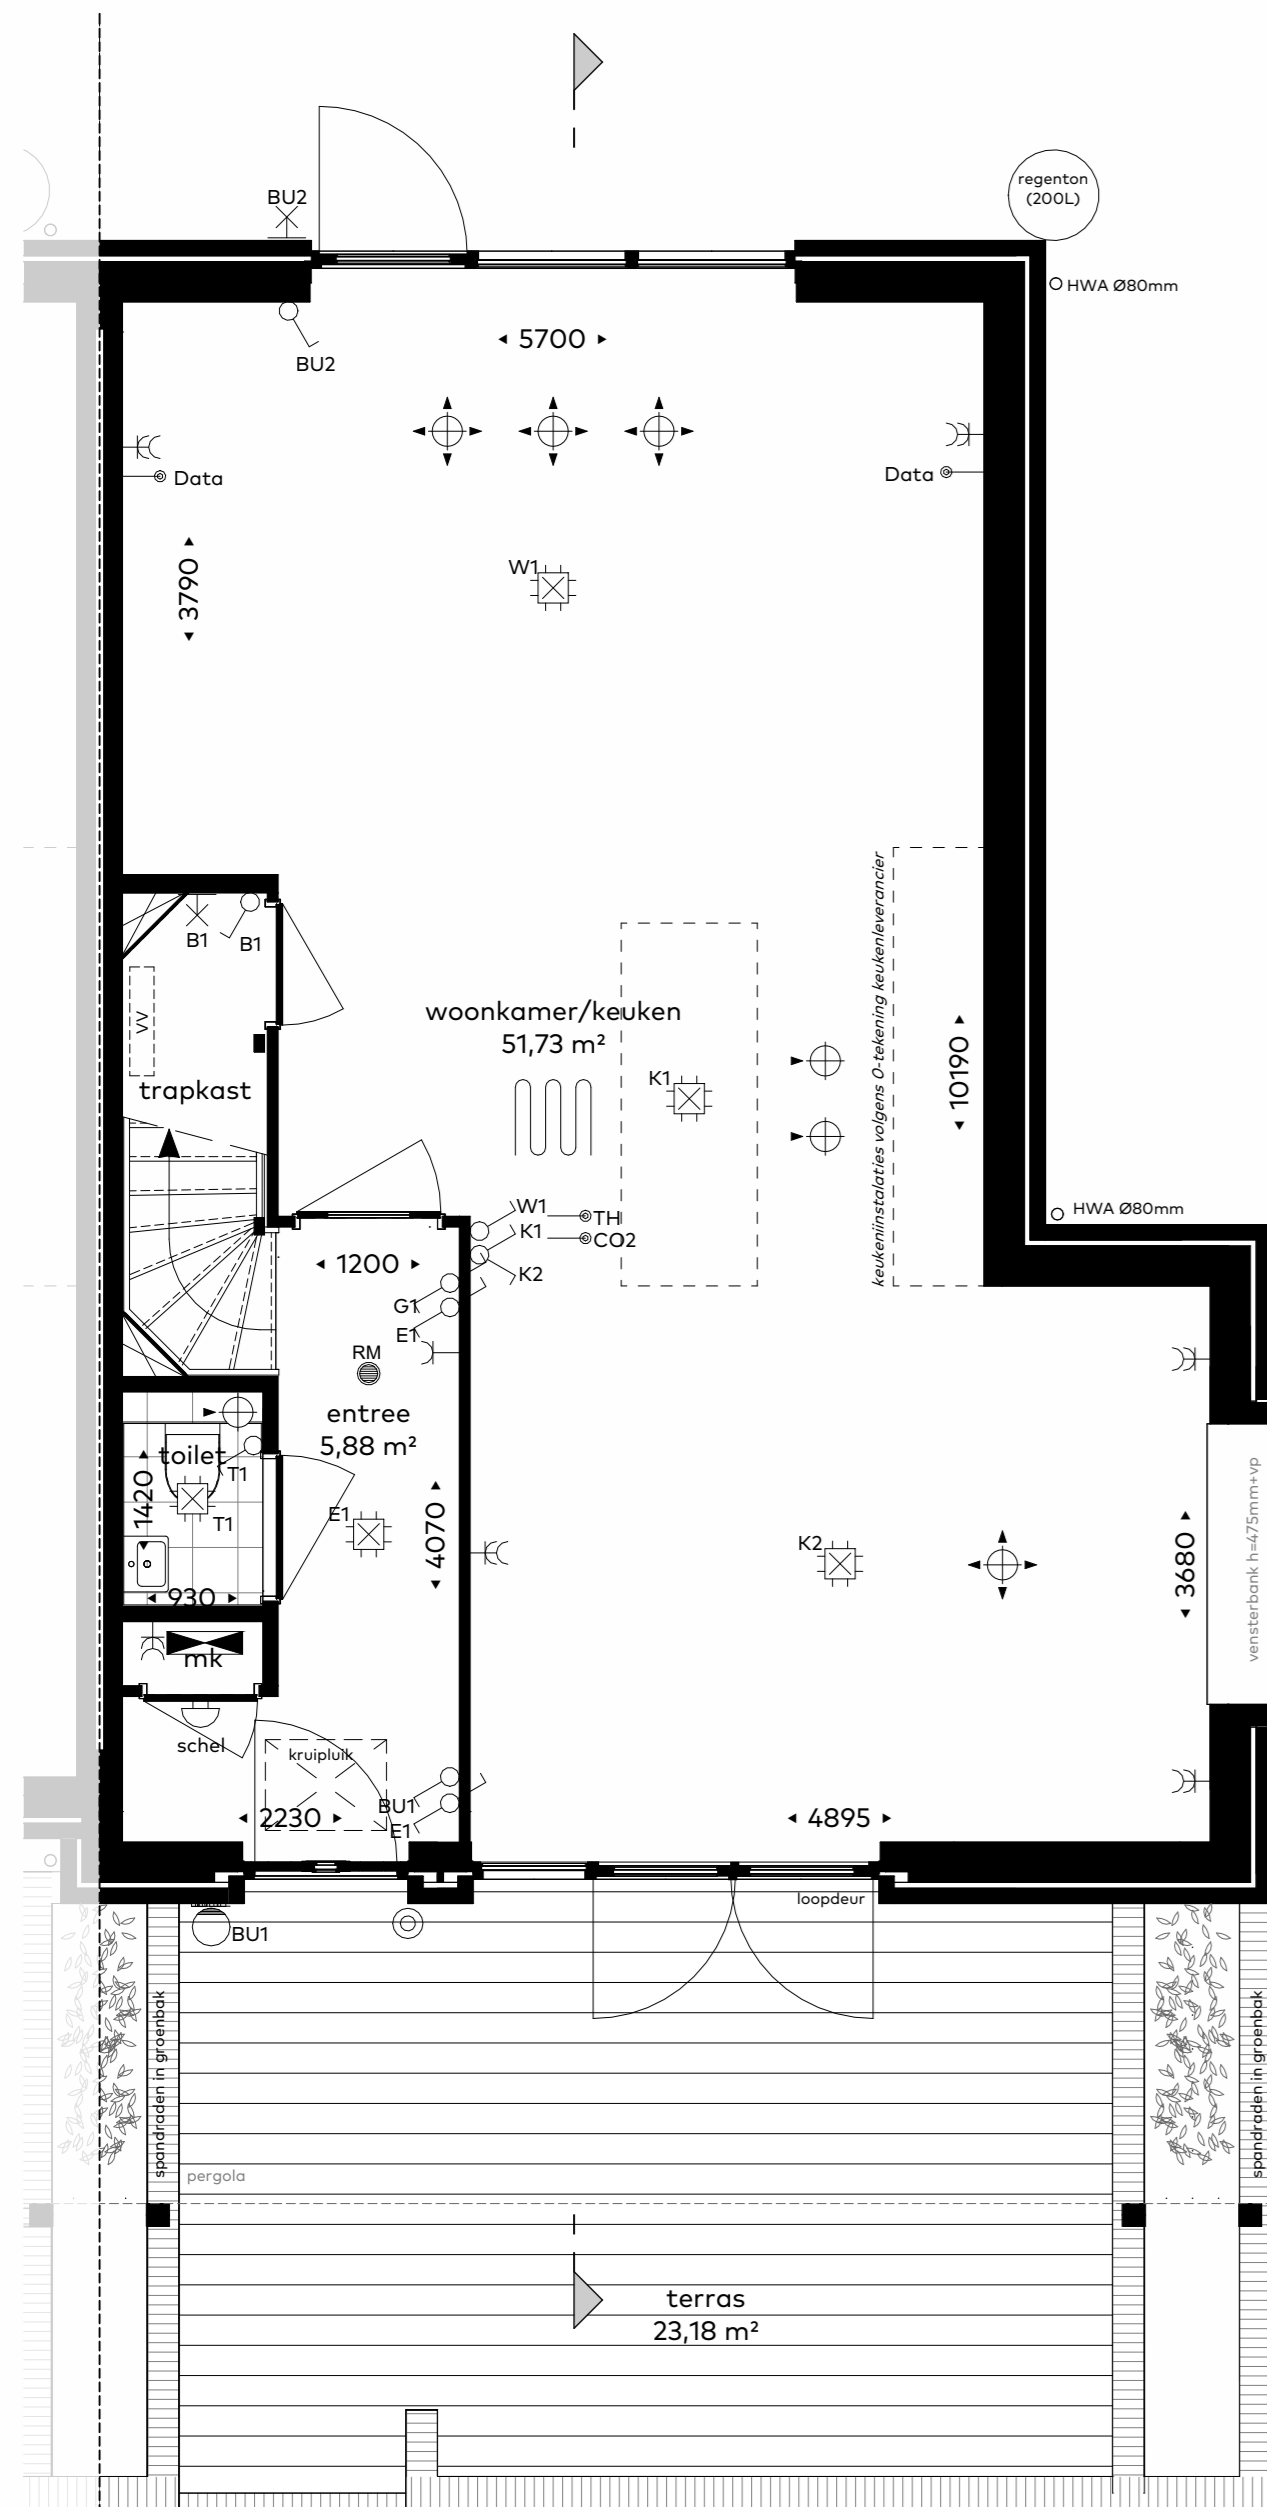 BU2
regenton
(200L)
HWA Ø80mm
5700
BU2
Data
Data
3790
W1
B1
B1
VV
trapkast
woonkamer/keuken
51,73 m²
K1
keukeniinstalaties volgens 0-tekening keukenleverancier
10190
W1
TH
K1
CO2
K2
HWA Ø80mm
1200
G1
E1
RM
entree
5,88 m²
toilet
T1
1420
T1
930
E1
4070
K2
3680
vensterbank h=475mm+vp
mk
schel
kruipluik
BU1
E1
2230
4895
loopdeur
BU1
spandraden in groenbak
spandraden in groenbak
pergola
terras
23,18 m²